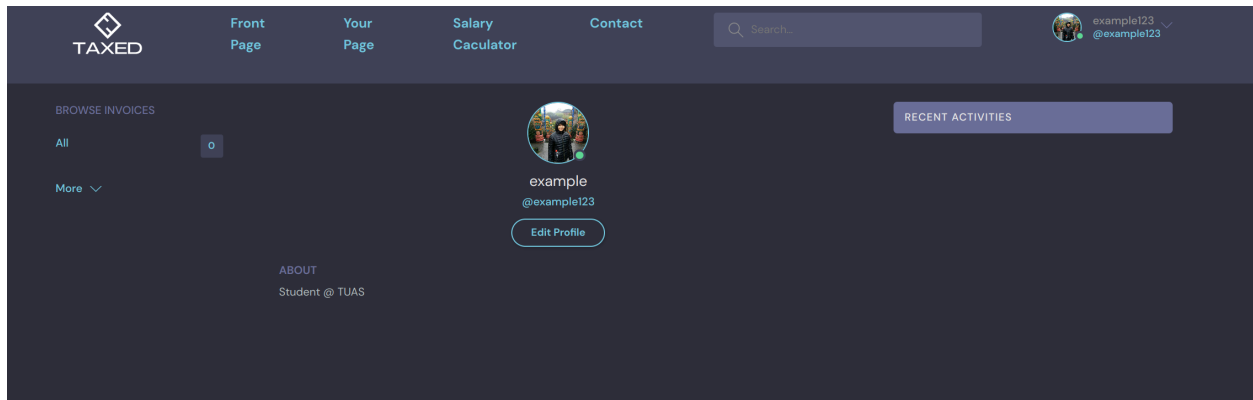 TAXED
Front
Page
Your
Page
Salary
Caculator
Contact
Search...
example123
@example123
BROWSE INVOICES
All
0
More
example
@example123
Edit Profile
ABOUT
Student @ TUAS
RECENT ACTIVITIES